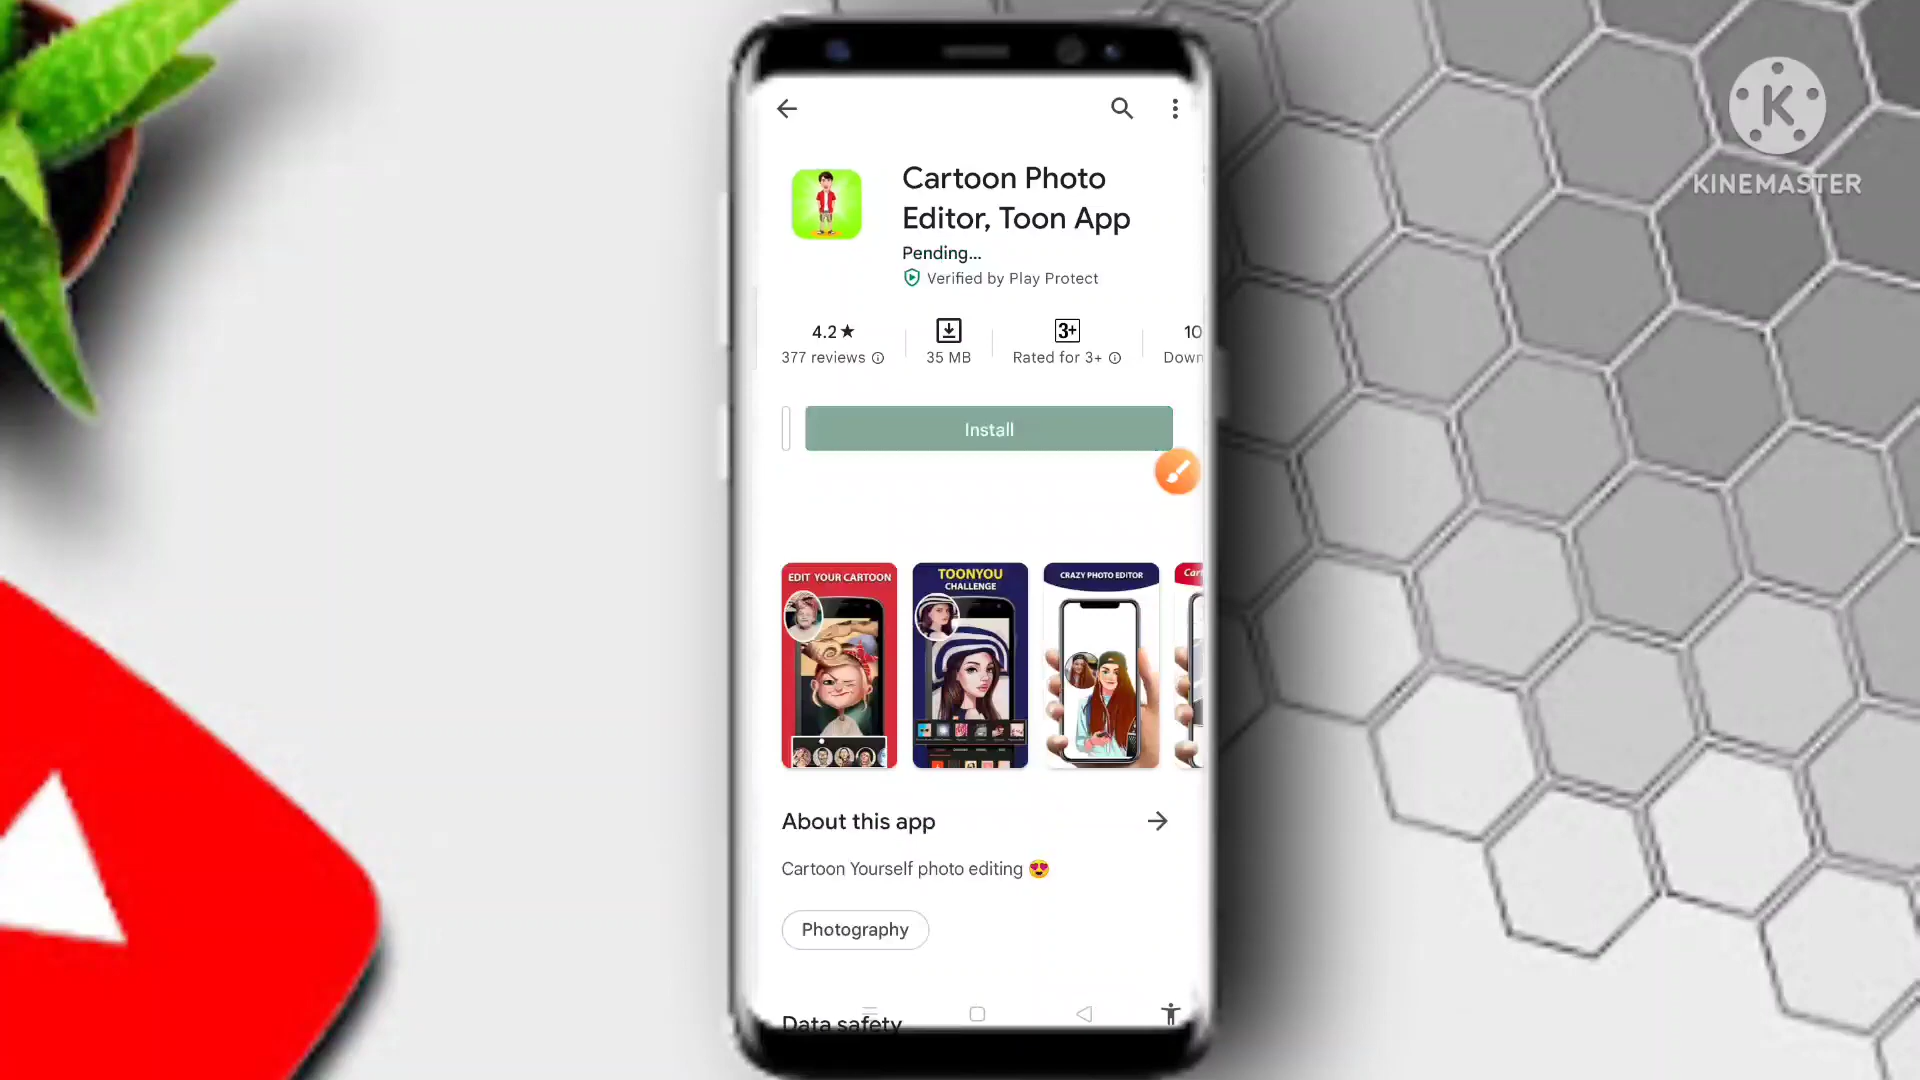 KINEMASTER
Cartoon Photo
Editor, Toon App
Pending...
Verified by Play Protect
4.2★
377 reviews
35 MB
3+
Rated for 3+
10
Down
Install
EDIT YOUR CARTOON
TOONYOU
CHALLENGE
CRAZY PHOTO EDITOR
Cart
About this app
Cartoon Yourself photo editing 😍
Photography
Data safety